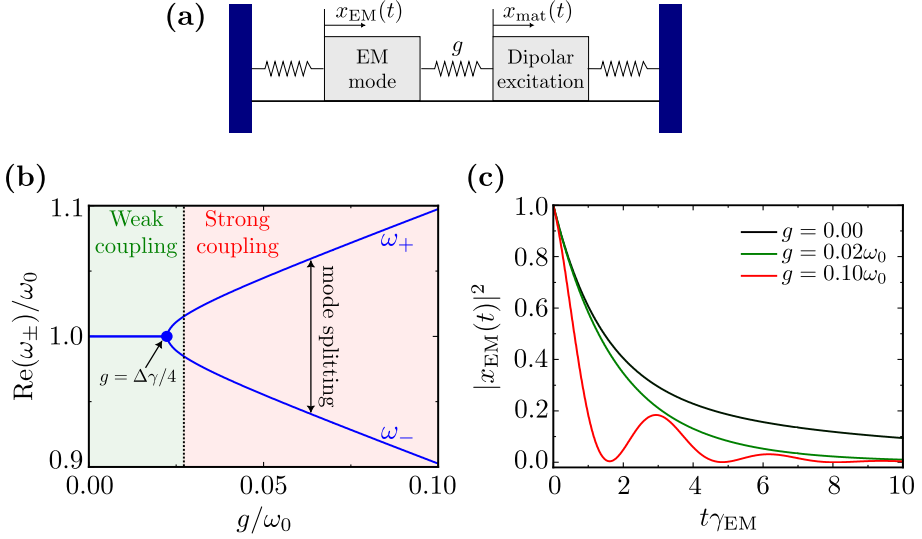 (a)
x_EM(t)
x_mat(t)
EM
mode
g
Dipolar
excitation
(b)
1.1
1.0
0.9
Re(ω±)/ω0
Weak
coupling
Strong
coupling
ω+
mode splitting
g = Δγ/4
ω−
0.00
0.05
0.10
g/ω0
(c)
1.0
0.8
0.6
0.4
0.2
0.0
|x_EM(t)|²
g = 0.00
g = 0.02ω0
g = 0.10ω0
0
2
4
6
8
10
tγ_EM